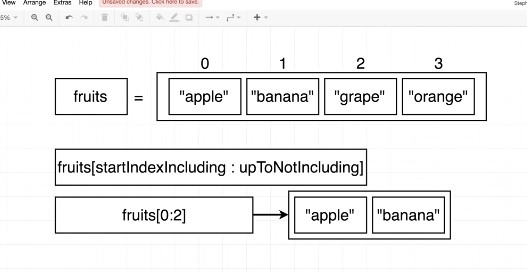 View Arrange Extras Help Unsaved changes. Click here to save. Steph
5%
0 1 2 3
fruits = "apple" "banana" "grape" "orange"
fruits[startIndexIncluding : upToNotIncluding]
fruits[0:2] "apple" "banana"